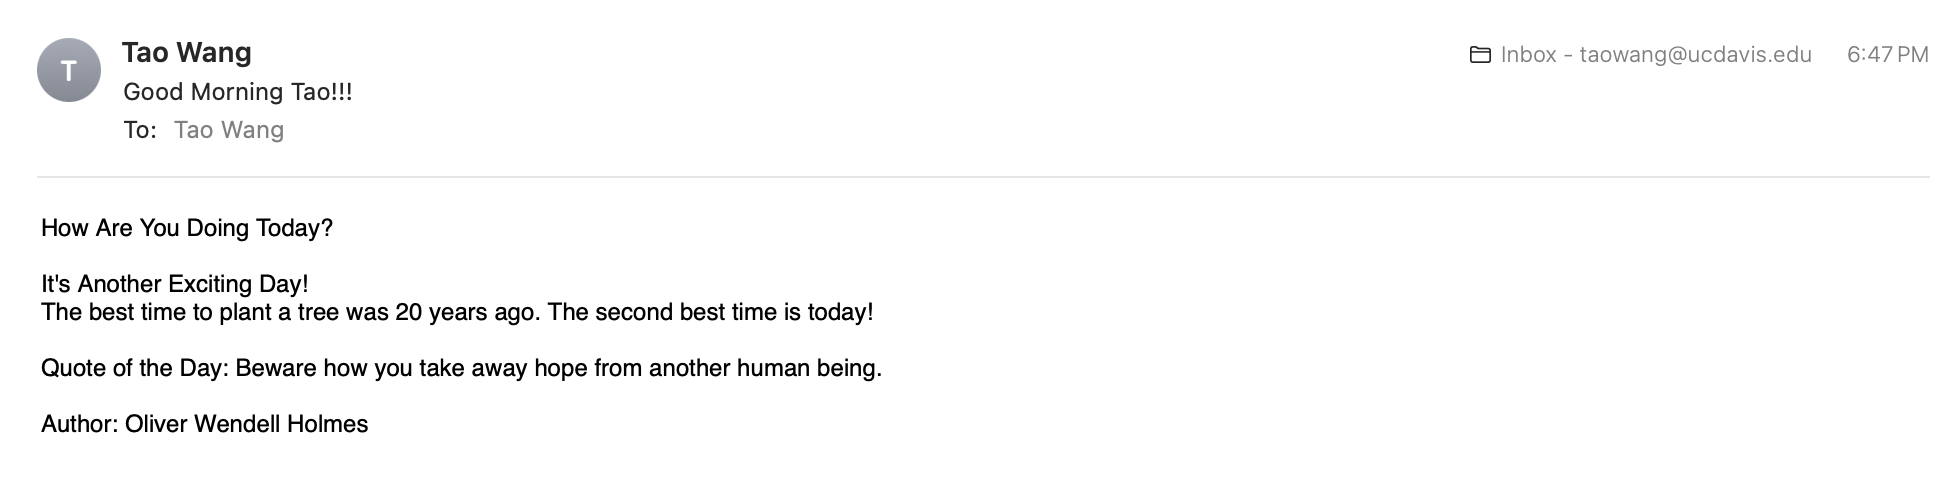 T
Tao Wang
Inbox - taowang@ucdavis.edu 6:47 PM
Good Morning Tao!!!
To: Tao Wang
How Are You Doing Today?
It's Another Exciting Day!
The best time to plant a tree was 20 years ago. The second best time is today!
Quote of the Day: Beware how you take away hope from another human being.
Author: Oliver Wendell Holmes